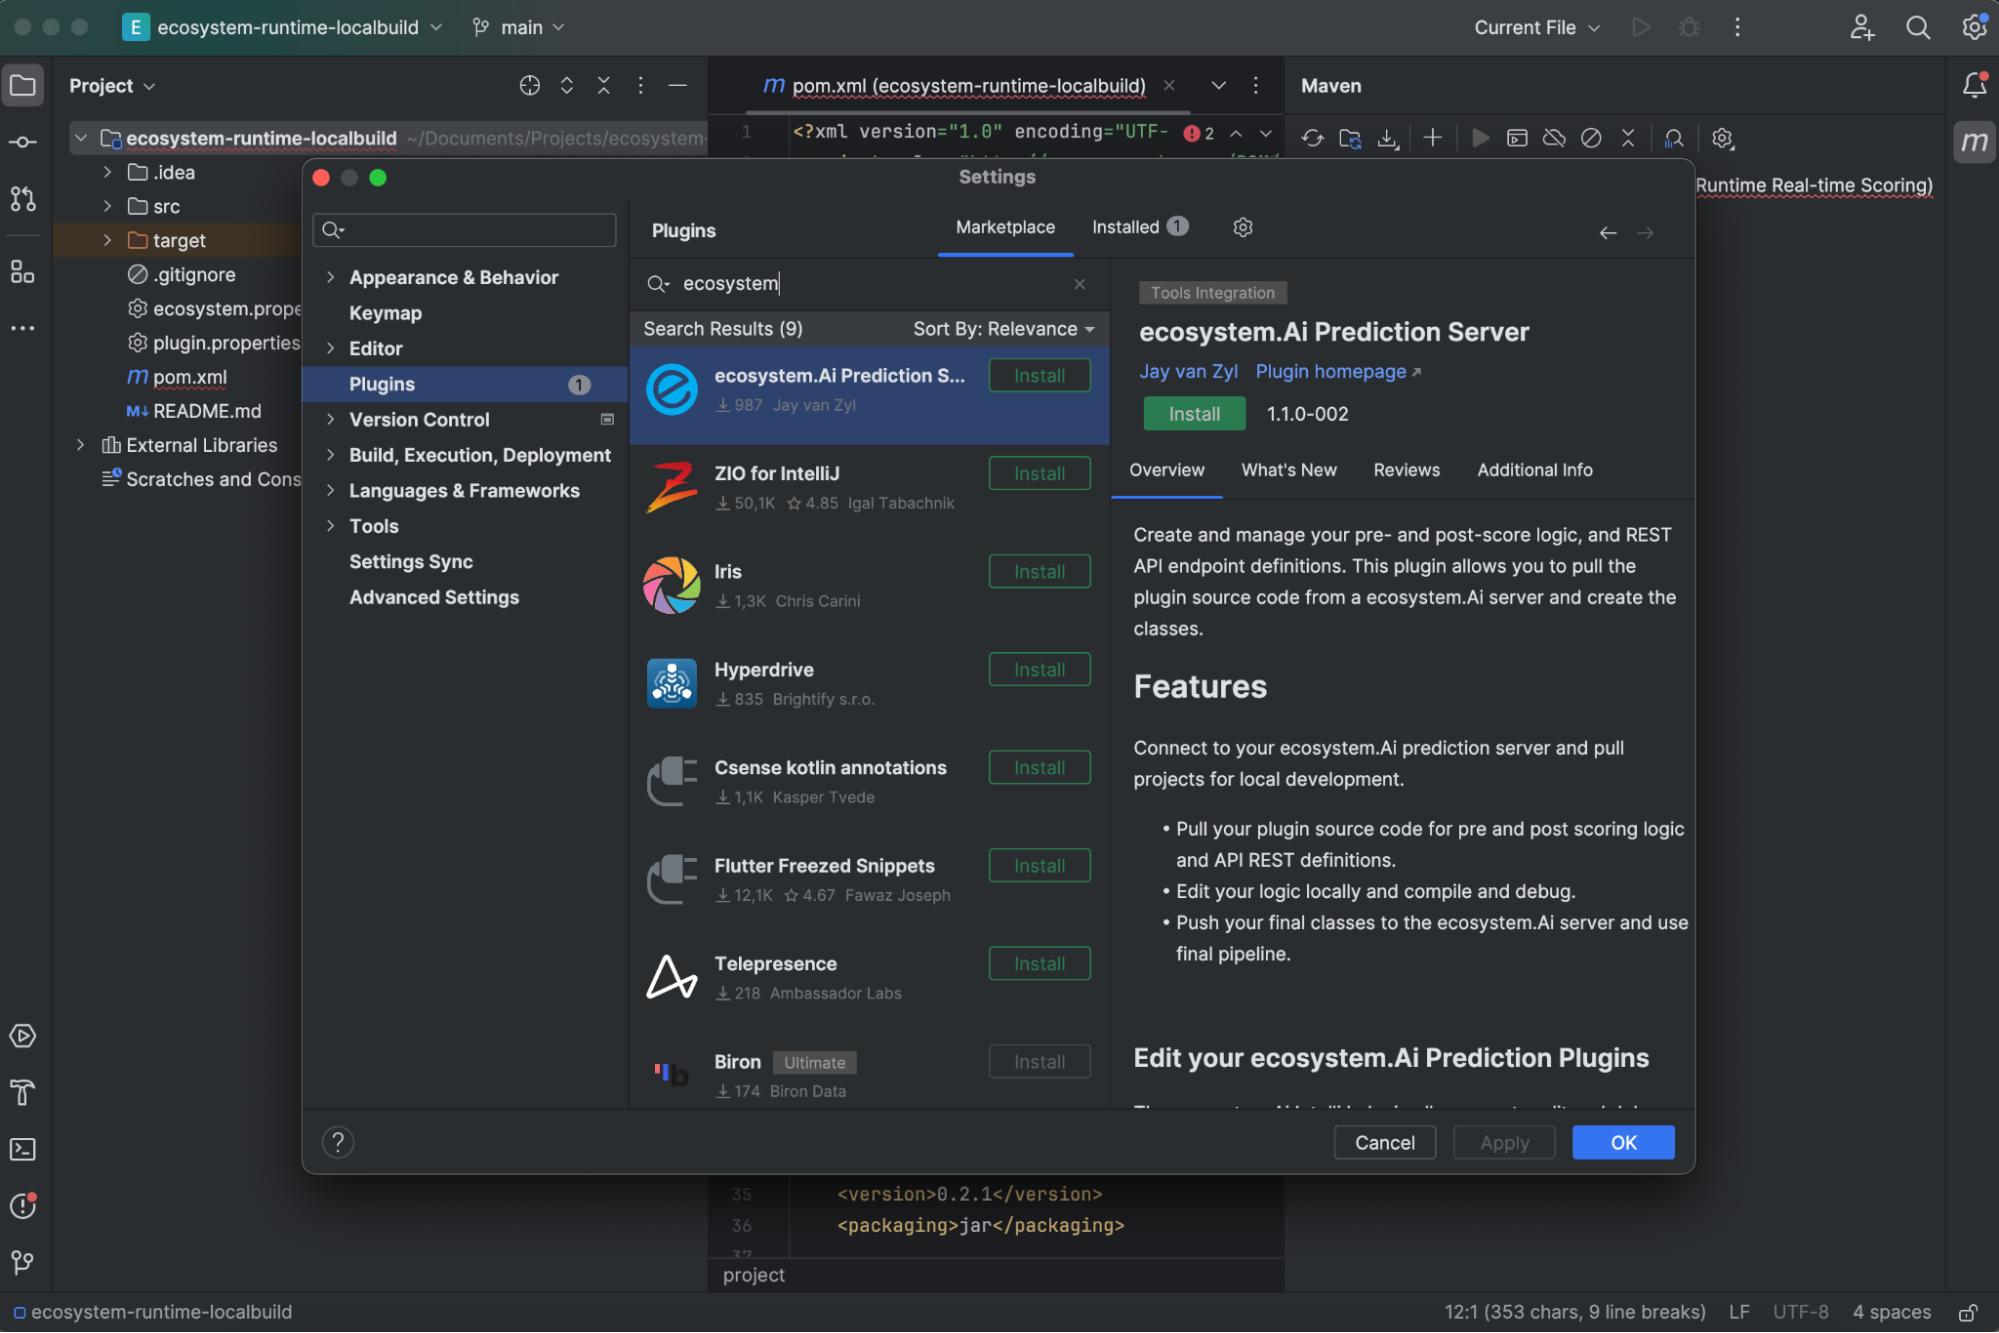 E ecosystem-runtime-localbuild main Current File
Project
pom.xml (ecosystem-runtime-localbuild)
Maven
ecosystem-runtime-localbuild ~/Documents/Projects/ecosystem-
1 <?xml version="1.0" encoding="UTF- 2
.idea
src
target
.gitignore
ecosystem.prope
plugin.properties
pom.xml
README.md
External Libraries
Scratches and Cons
Runtime Real-time Scoring)
Settings
Appearance & Behavior
Keymap
Editor
Plugins 1
Version Control
Build, Execution, Deployment
Languages & Frameworks
Tools
Settings Sync
Advanced Settings
Plugins Marketplace Installed 1
ecosystem
Search Results (9) Sort By: Relevance
ecosystem.Ai Prediction S... Install
987 Jay van Zyl
ZIO for IntelliJ Install
50,1K 4.85 Igal Tabachnik
Iris Install
1,3K Chris Carini
Hyperdrive Install
835 Brightify s.r.o.
Csense kotlin annotations Install
1,1K Kasper Tvede
Flutter Freezed Snippets Install
12,1K 4.67 Fawaz Joseph
Telepresence Install
218 Ambassador Labs
Biron Ultimate Install
174 Biron Data
Tools Integration
ecosystem.Ai Prediction Server
Jay van Zyl Plugin homepage
Install 1.1.0-002
Overview What's New Reviews Additional Info
Create and manage your pre- and post-score logic, and REST
API endpoint definitions. This plugin allows you to pull the
plugin source code from a ecosystem.Ai server and create the
classes.
Features
Connect to your ecosystem.Ai prediction server and pull
projects for local development.
• Pull your plugin source code for pre and post scoring logic
and API REST definitions.
• Edit your logic locally and compile and debug.
• Push your final classes to the ecosystem.Ai server and use
final pipeline.
Edit your ecosystem.Ai Prediction Plugins
? Cancel Apply OK
35 <version>0.2.1</version>
36 <packaging>jar</packaging>
37
project
ecosystem-runtime-localbuild 12:1 (353 chars, 9 line breaks) LF UTF-8 4 spaces